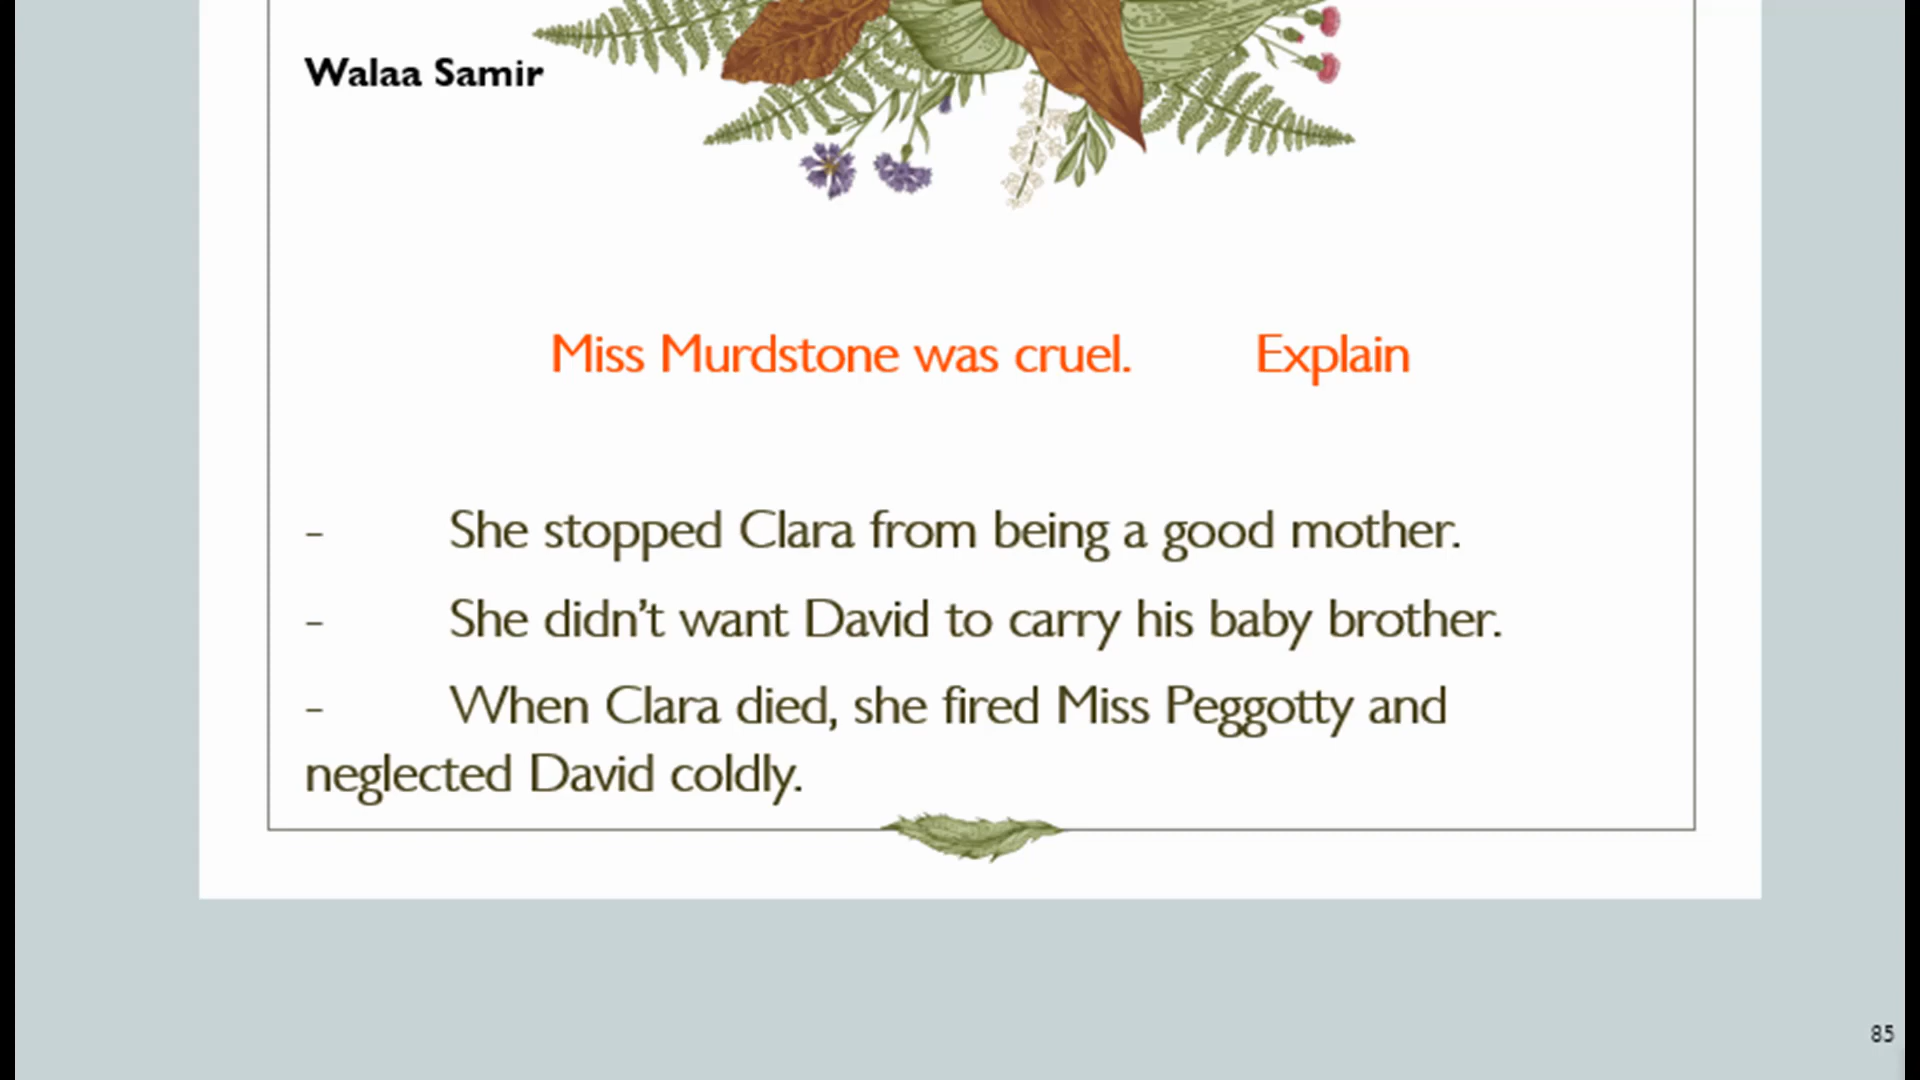 Walaa Samir
Miss Murdstone was cruel. Explain
- She stopped Clara from being a good mother.
- She didn’t want David to carry his baby brother.
- When Clara died, she fired Miss Peggotty and
neglected David coldly.
85